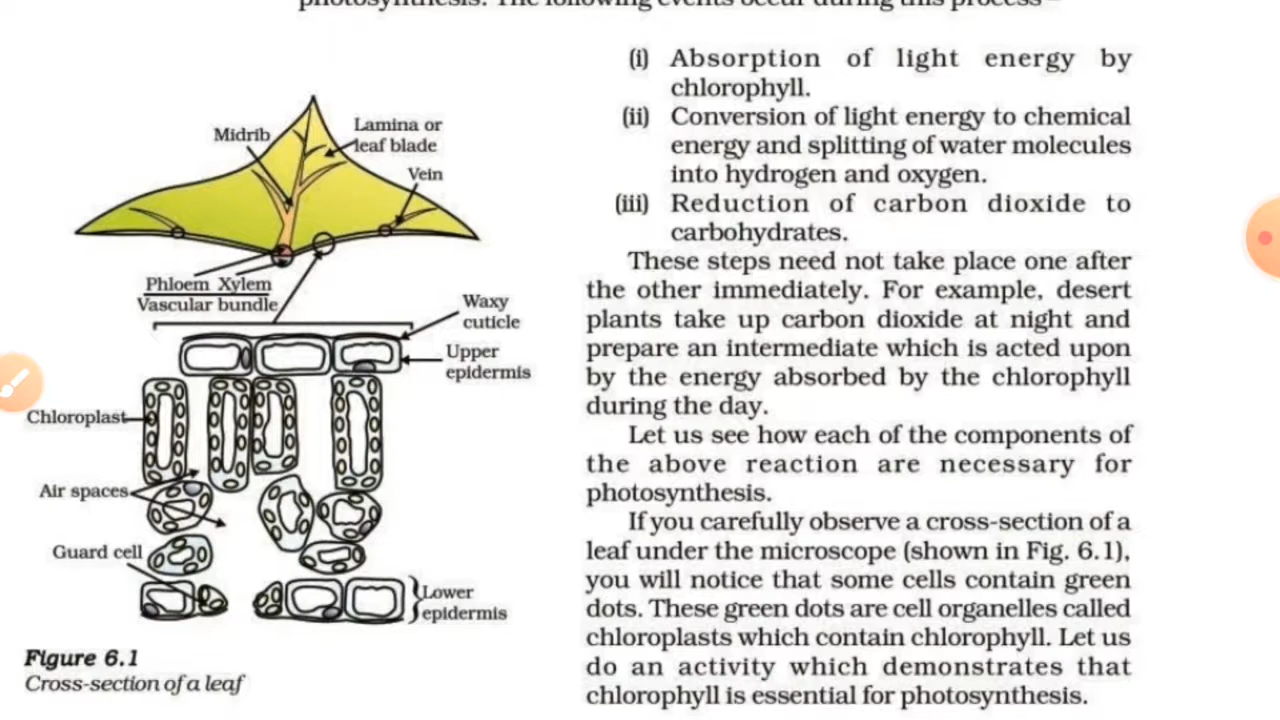 photosynthesis. The following events occur during this process –
(i) Absorption of light energy by
chlorophyll.
(ii) Conversion of light energy to chemical
energy and splitting of water molecules
into hydrogen and oxygen.
(iii) Reduction of carbon dioxide to
carbohydrates.
These steps need not take place one after
the other immediately. For example, desert
plants take up carbon dioxide at night and
prepare an intermediate which is acted upon
by the energy absorbed by the chlorophyll
during the day.
Let us see how each of the components of
the above reaction are necessary for
photosynthesis.
If you carefully observe a cross-section of a
leaf under the microscope (shown in Fig. 6.1),
you will notice that some cells contain green
dots. These green dots are cell organelles called
chloroplasts which contain chlorophyll. Let us
do an activity which demonstrates that
chlorophyll is essential for photosynthesis.
Midrib
Lamina or
leaf blade
Vein
Phloem Xylem
Vascular bundle
Waxy
cuticle
Upper
epidermis
Chloroplast
Air spaces
Guard cell
Lower
epidermis
Figure 6.1
Cross-section of a leaf